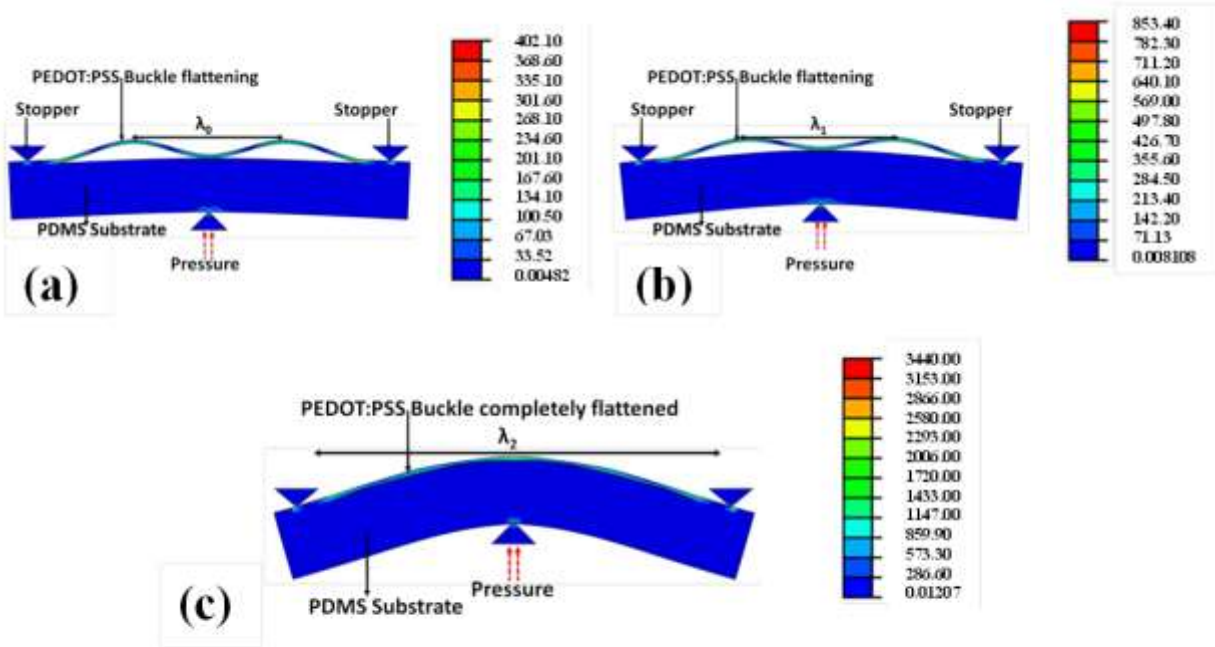 PEDOT:PSS Buckle flattening
Stopper
Stopper
λ0
PDMS Substrate
Pressure
(a)
402.10
368.60
335.10
301.60
268.10
234.60
201.10
167.60
134.10
100.50
67.03
33.52
0.00482
PEDOT:PSS Buckle flattening
Stopper
Stopper
λ1
PDMS Substrate
Pressure
(b)
853.40
782.30
711.20
640.10
569.00
497.80
426.70
355.60
284.50
213.40
142.20
71.13
0.008108
PEDOT:PSS Buckle completely flattened
λ2
Pressure
PDMS Substrate
(c)
3440.00
3153.00
2866.00
2580.00
2293.00
2006.00
1720.00
1433.00
1147.00
859.90
573.30
286.60
0.01207